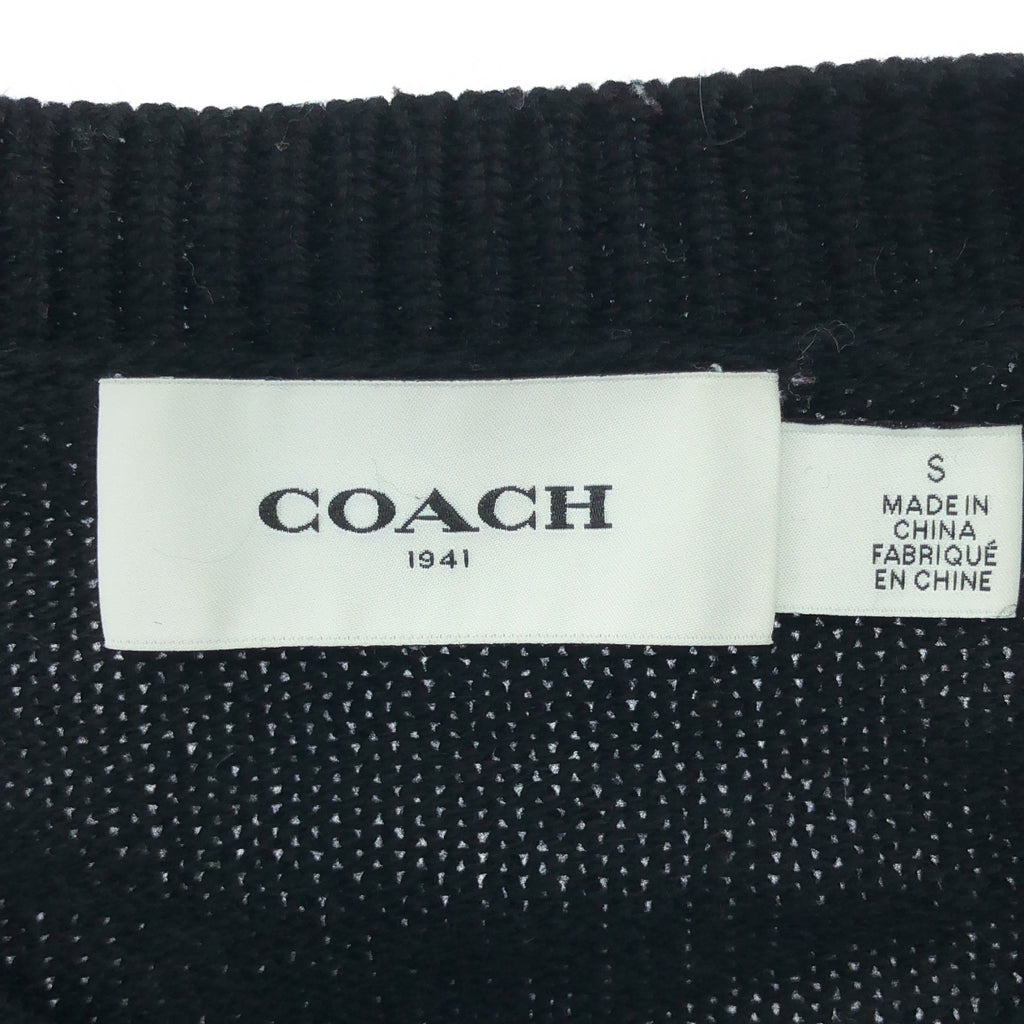 COACH
1941
S
MADE IN
CHINA
FABRIQUÉ
EN CHINE